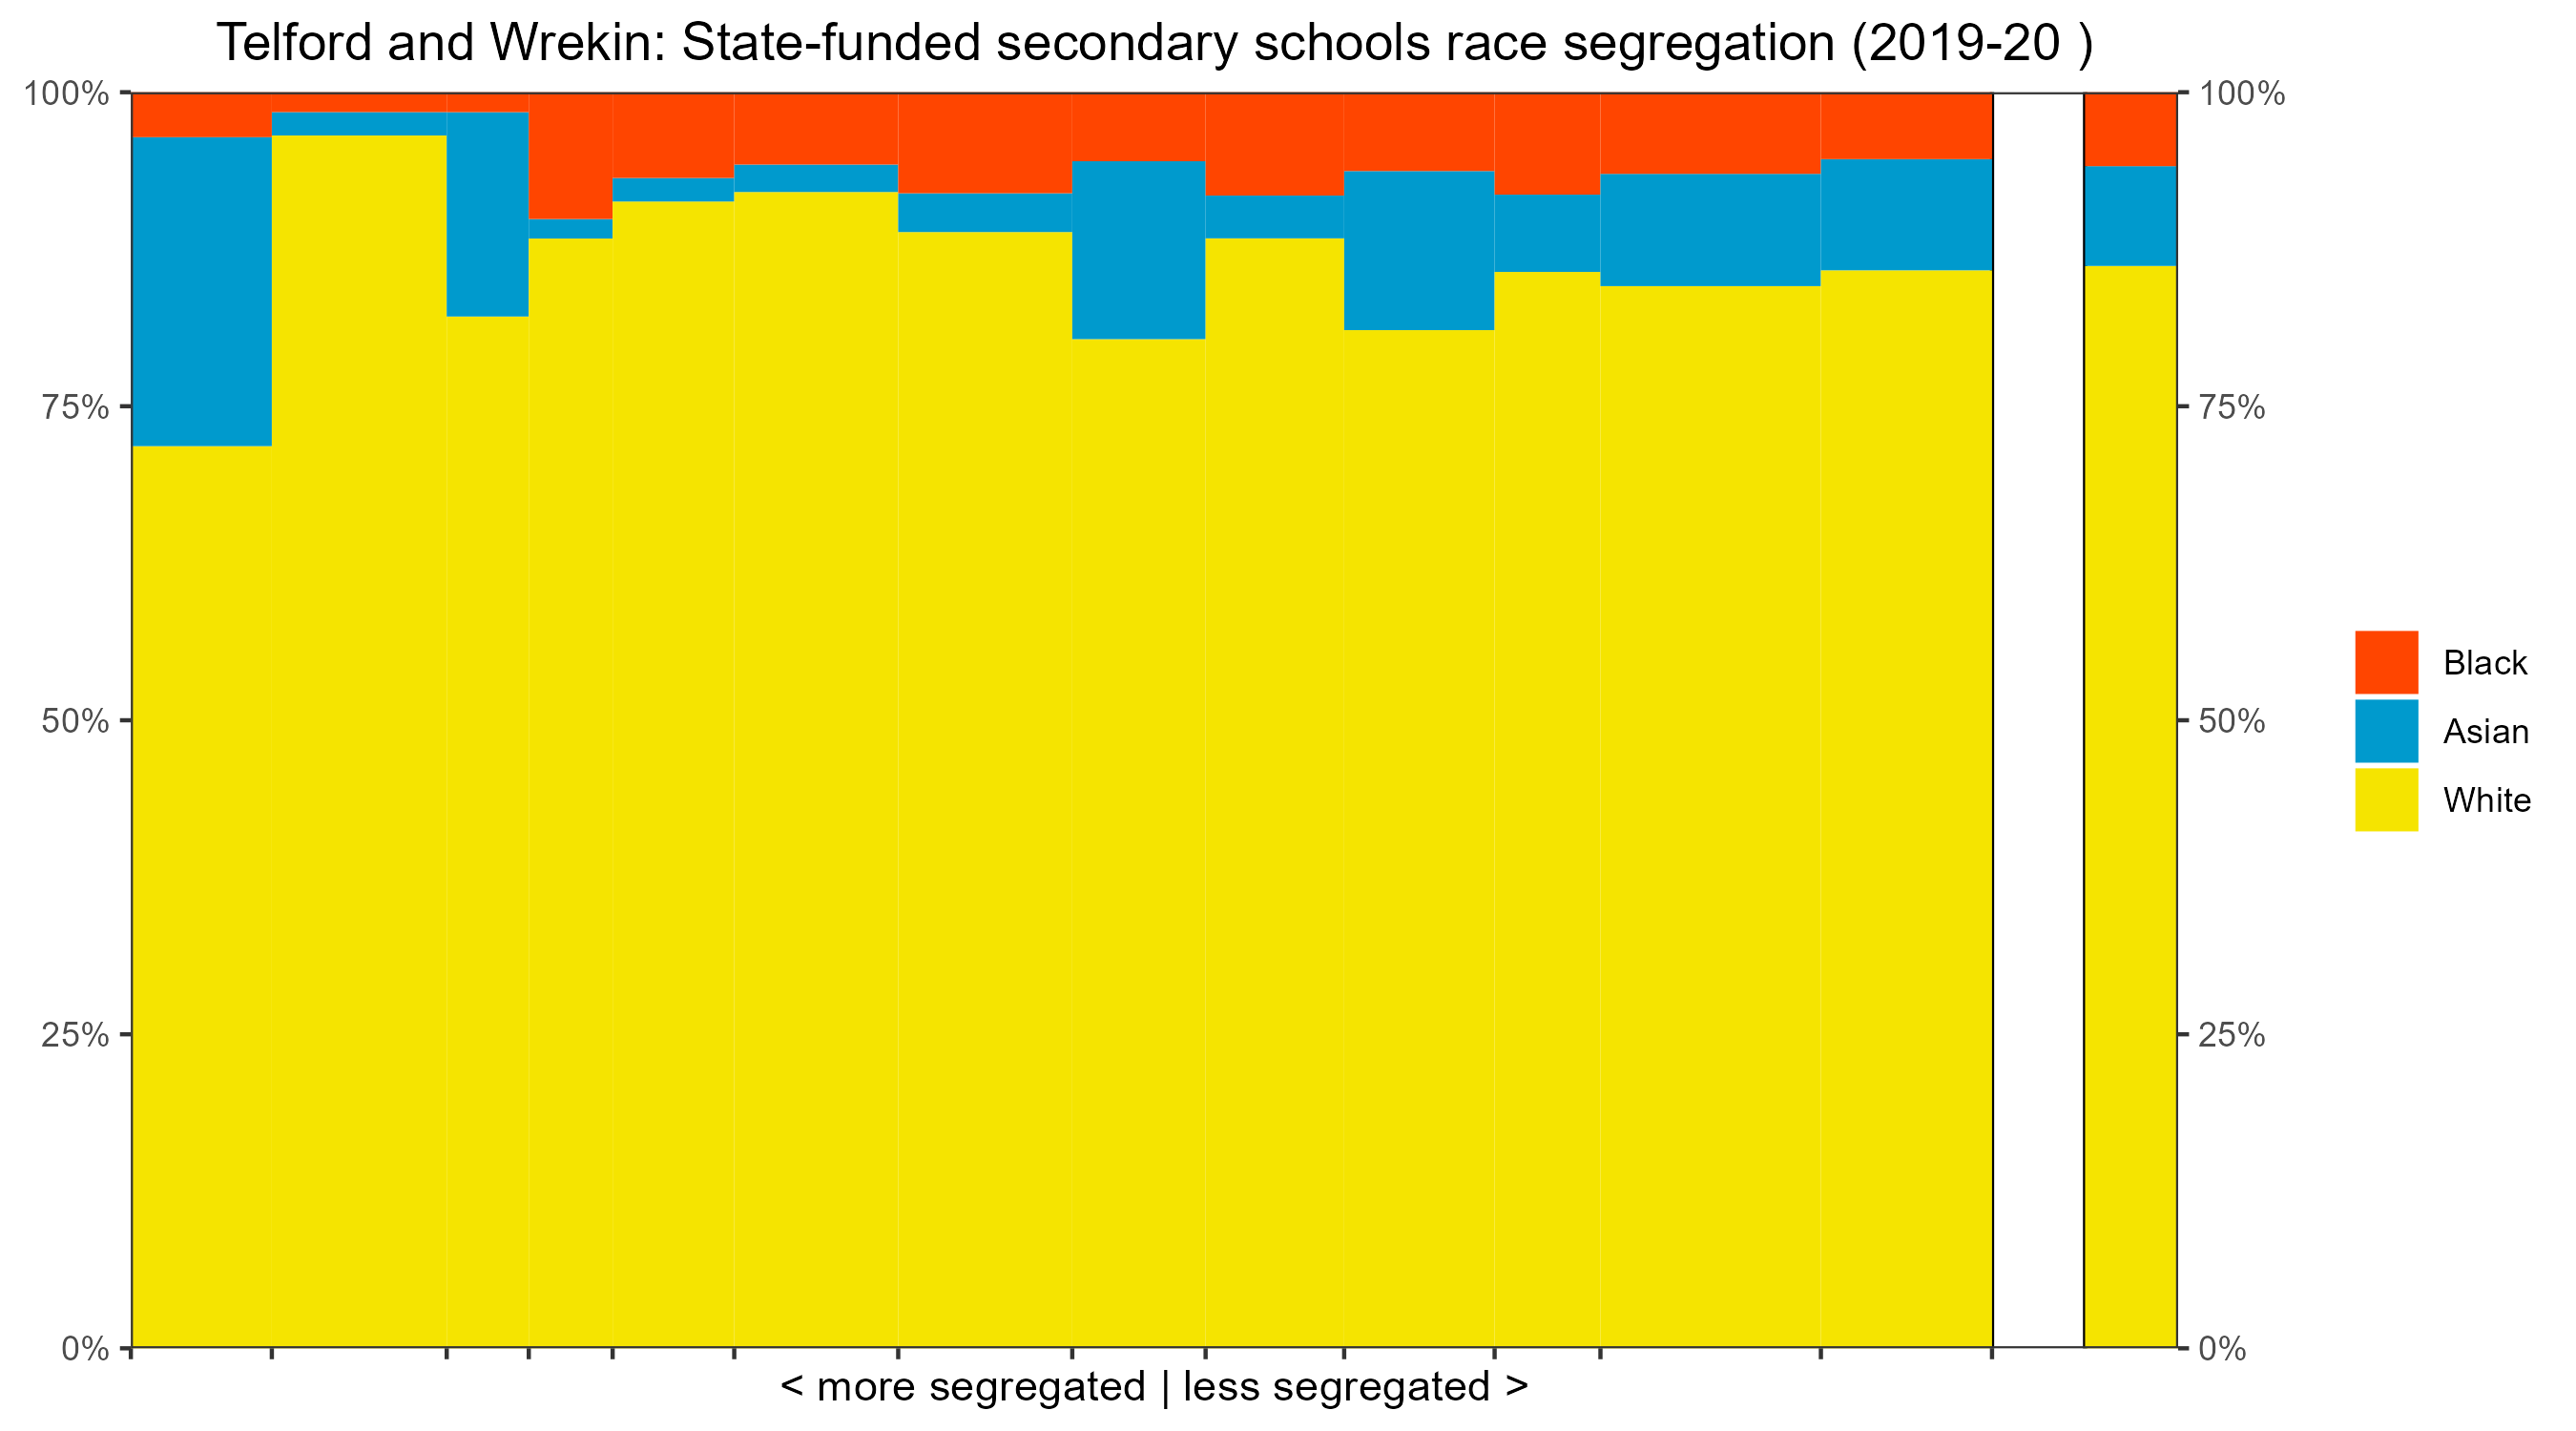 Telford and Wrekin: State-funded secondary schools race segregation (2019-20 )
100%
75%
50%
25%
0%
100%
75%
50%
25%
0%
Black
Asian
White
< more segregated | less segregated >